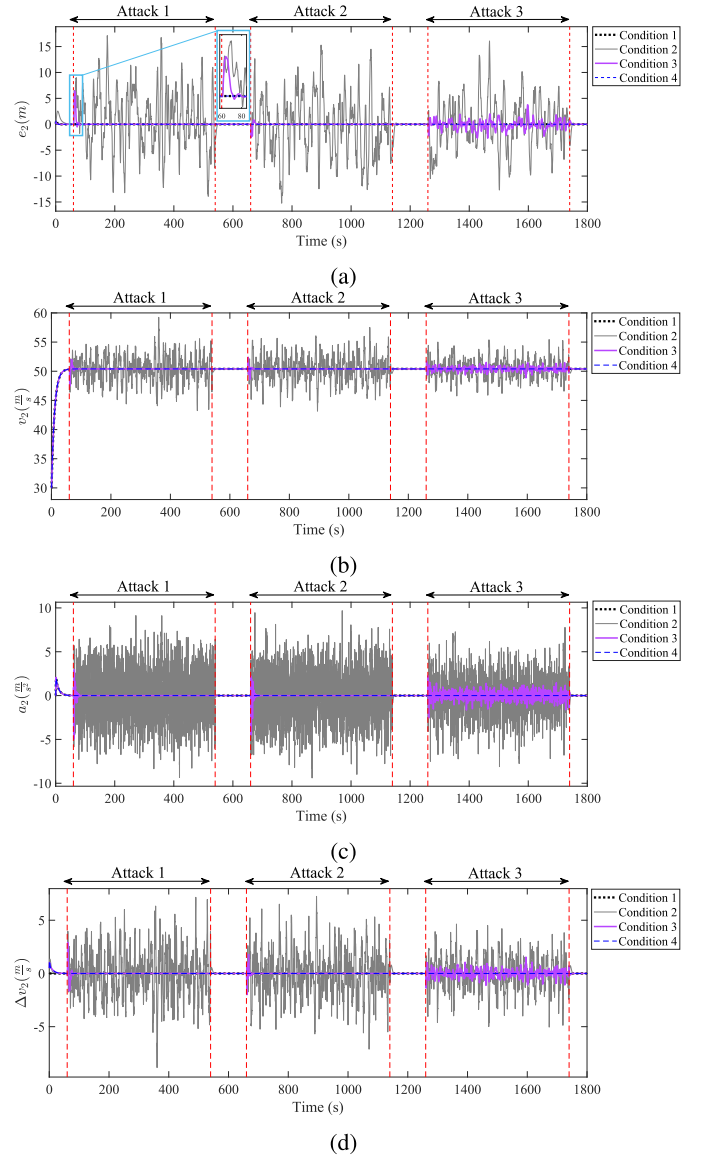 Attack 1 Attack 2 Attack 3
15
10
5
0
-5
-10
-15
e₂(m)
60 80
0 200 400 600 800 1000 1200 1400 1600 1800
Time (s)
Condition 1
Condition 2
Condition 3
Condition 4
(a)
Attack 1 Attack 2 Attack 3
60
55
50
45
40
35
30
v₂(m/s)
0 200 400 600 800 1000 1200 1400 1600 1800
Time (s)
Condition 1
Condition 2
Condition 3
Condition 4
(b)
Attack 1 Attack 2 Attack 3
10
5
0
-5
-10
a₂(m/s²)
0 200 400 600 800 1000 1200 1400 1600 1800
Time (s)
Condition 1
Condition 2
Condition 3
Condition 4
(c)
Attack 1 Attack 2 Attack 3
5
0
-5
Δv₂(m/s)
0 200 400 600 800 1000 1200 1400 1600 1800
Time (s)
Condition 1
Condition 2
Condition 3
Condition 4
(d)